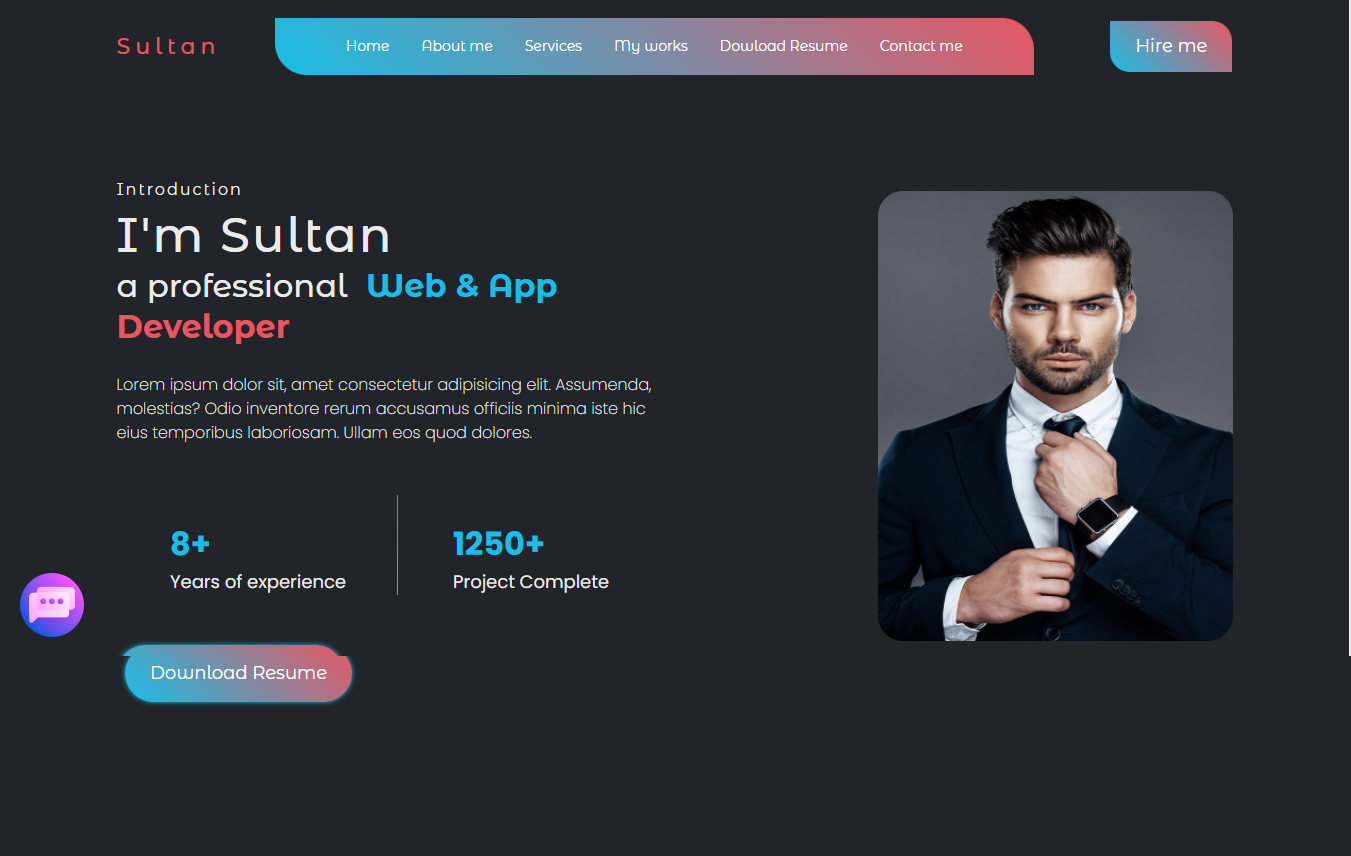 Sultan
Home About me Services My works Dowload Resume Contact me
Hire me
Introduction
I'm Sultan
a professional Web & App
Developer
Lorem ipsum dolor sit, amet consectetur adipisicing elit. Assumenda,
molestias? Odio inventore rerum accusamus officiis minima iste hic
eius temporibus laboriosam. Ullam eos quod dolores.
8+
Years of experience
1250+
Project Complete
Download Resume